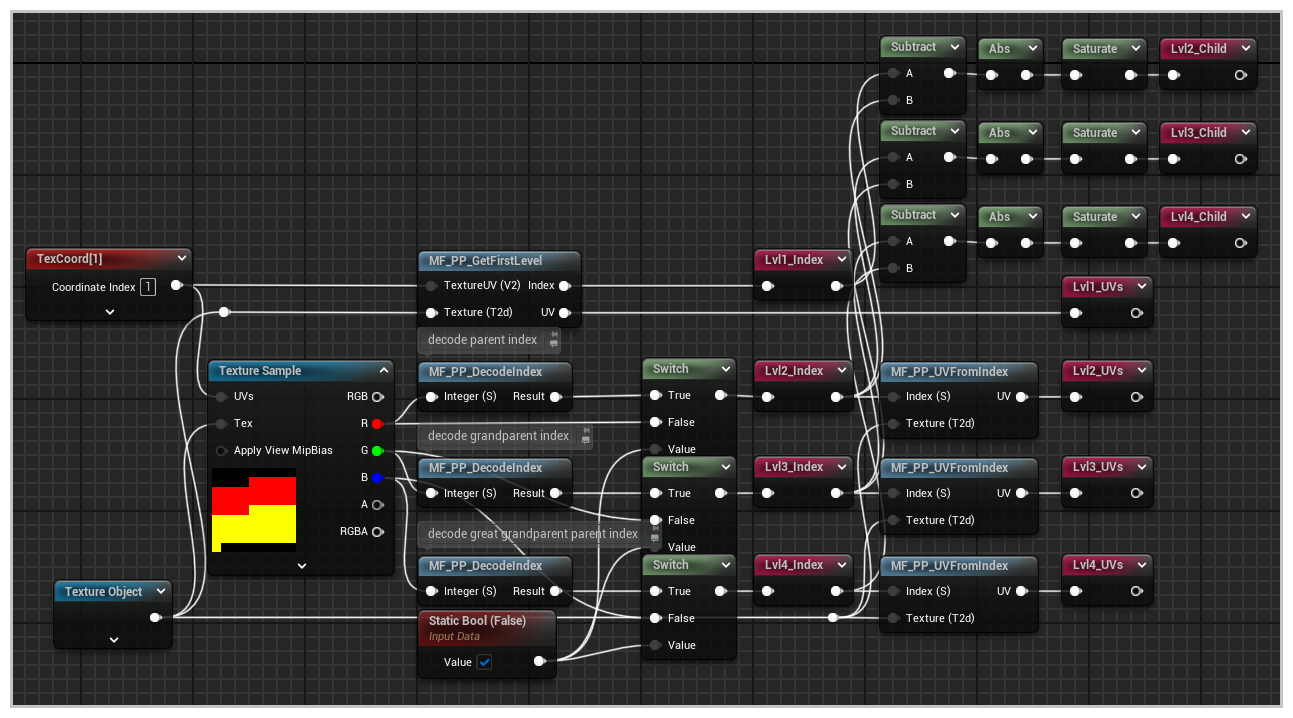 Subtract
A
B
Abs
Saturate
Lvl2_Child
Subtract
A
B
Abs
Saturate
Lvl3_Child
Subtract
A
B
Abs
Saturate
Lvl4_Child
TexCoord[1]
Coordinate Index 1
MF_PP_GetFirstLevel
TextureUV (V2) Index
Texture (T2d) UV
Lvl1_Index
Lvl1_UVs
decode parent index
Texture Sample
UVs RGB
Tex R
Apply View MipBias G
B
A
RGBA
MF_PP_DecodeIndex
Integer (S) Result
decode grandparent index
MF_PP_DecodeIndex
Integer (S) Result
decode great grandparent parent index
MF_PP_DecodeIndex
Integer (S) Result
Switch
True
False
Value
Switch
True
False
Value
Switch
True
False
Value
Lvl2_Index
Lvl3_Index
Lvl4_Index
MF_PP_UVFromIndex
Index (S) UV
Texture (T2d)
Lvl2_UVs
MF_PP_UVFromIndex
Index (S) UV
Texture (T2d)
Lvl3_UVs
MF_PP_UVFromIndex
Index (S) UV
Texture (T2d)
Lvl4_UVs
Texture Object
Static Bool (False)
Input Data
Value